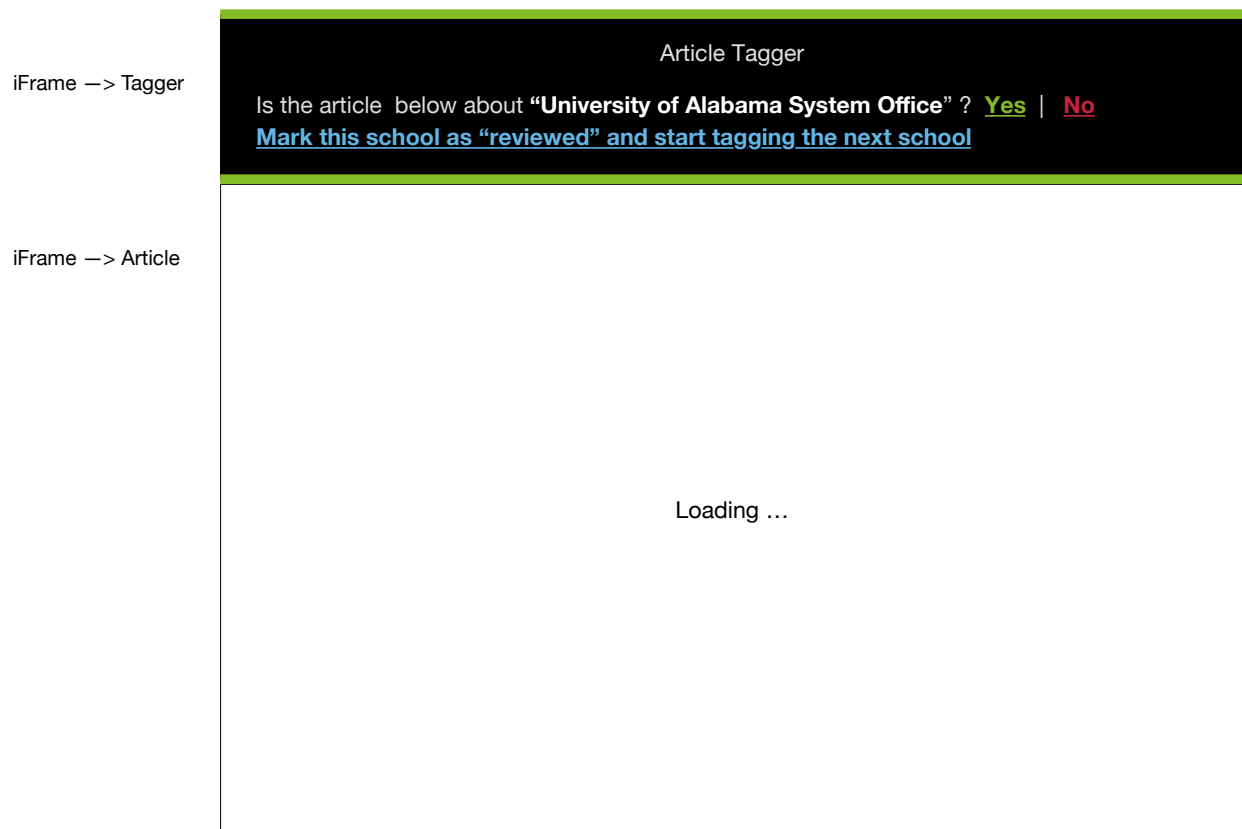 Article Tagger
iFrame —> Tagger
Is the article  below about “University of Alabama System Office” ?  Yes |  No
Mark this school as “reviewed” and start tagging the next school
iFrame —> Article
Loading …